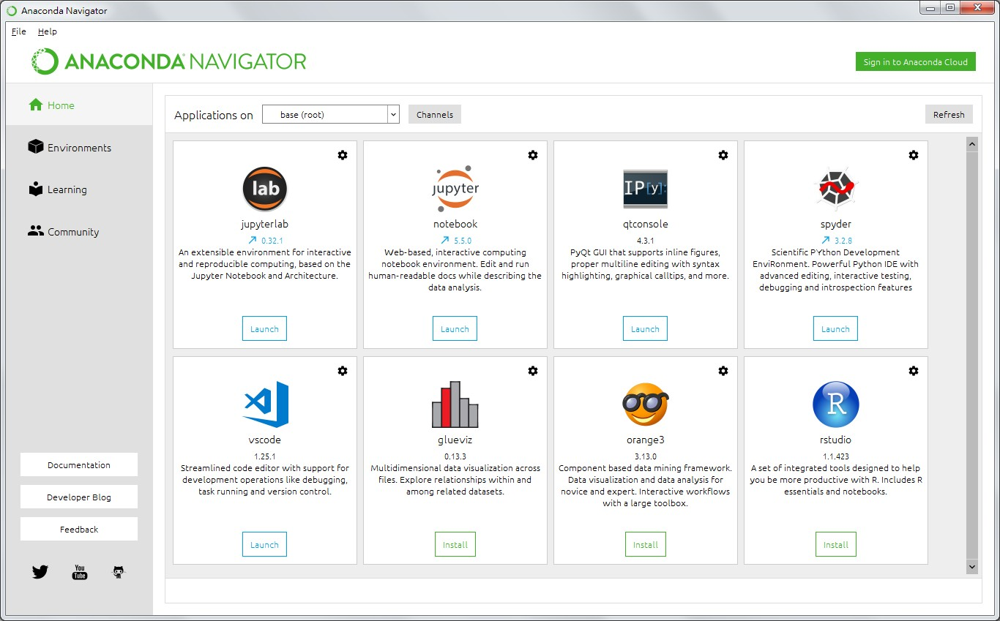 Anaconda Navigator
File Help
ANACONDA NAVIGATOR
Sign in to Anaconda Cloud
Home
Environments
Learning
Community
Documentation
Developer Blog
Feedback
You
Tube
Applications on base (root) Channels Refresh
lab
jupyterlab
0.32.1
An extensible environment for interactive
and reproducible computing, based on the
Jupyter Notebook and Architecture.
Launch
jupyter
notebook
5.5.0
Web-based, interactive computing
notebook environment. Edit and run
human-readable docs while describing the
data analysis.
Launch
IP[y]:
qtconsole
4.3.1
PyQt GUI that supports inline figures,
proper multiline editing with syntax
highlighting, graphical calltips, and more.
Launch
spyder
3.2.8
Scientific PYthon Development
EnviRonment. Powerful Python IDE with
advanced editing, interactive testing,
debugging and introspection features
Launch
vscode
1.25.1
Streamlined code editor with support for
development operations like debugging,
task running and version control.
Launch
glueviz
0.13.3
Multidimensional data visualization across
files. Explore relationships within and
among related datasets.
Install
orange3
3.13.0
Component based data mining framework.
Data visualization and data analysis for
novice and expert. Interactive workflows
with a large toolbox.
Install
R
rstudio
1.1.423
A set of integrated tools designed to help
you be more productive with R. Includes R
essentials and notebooks.
Install